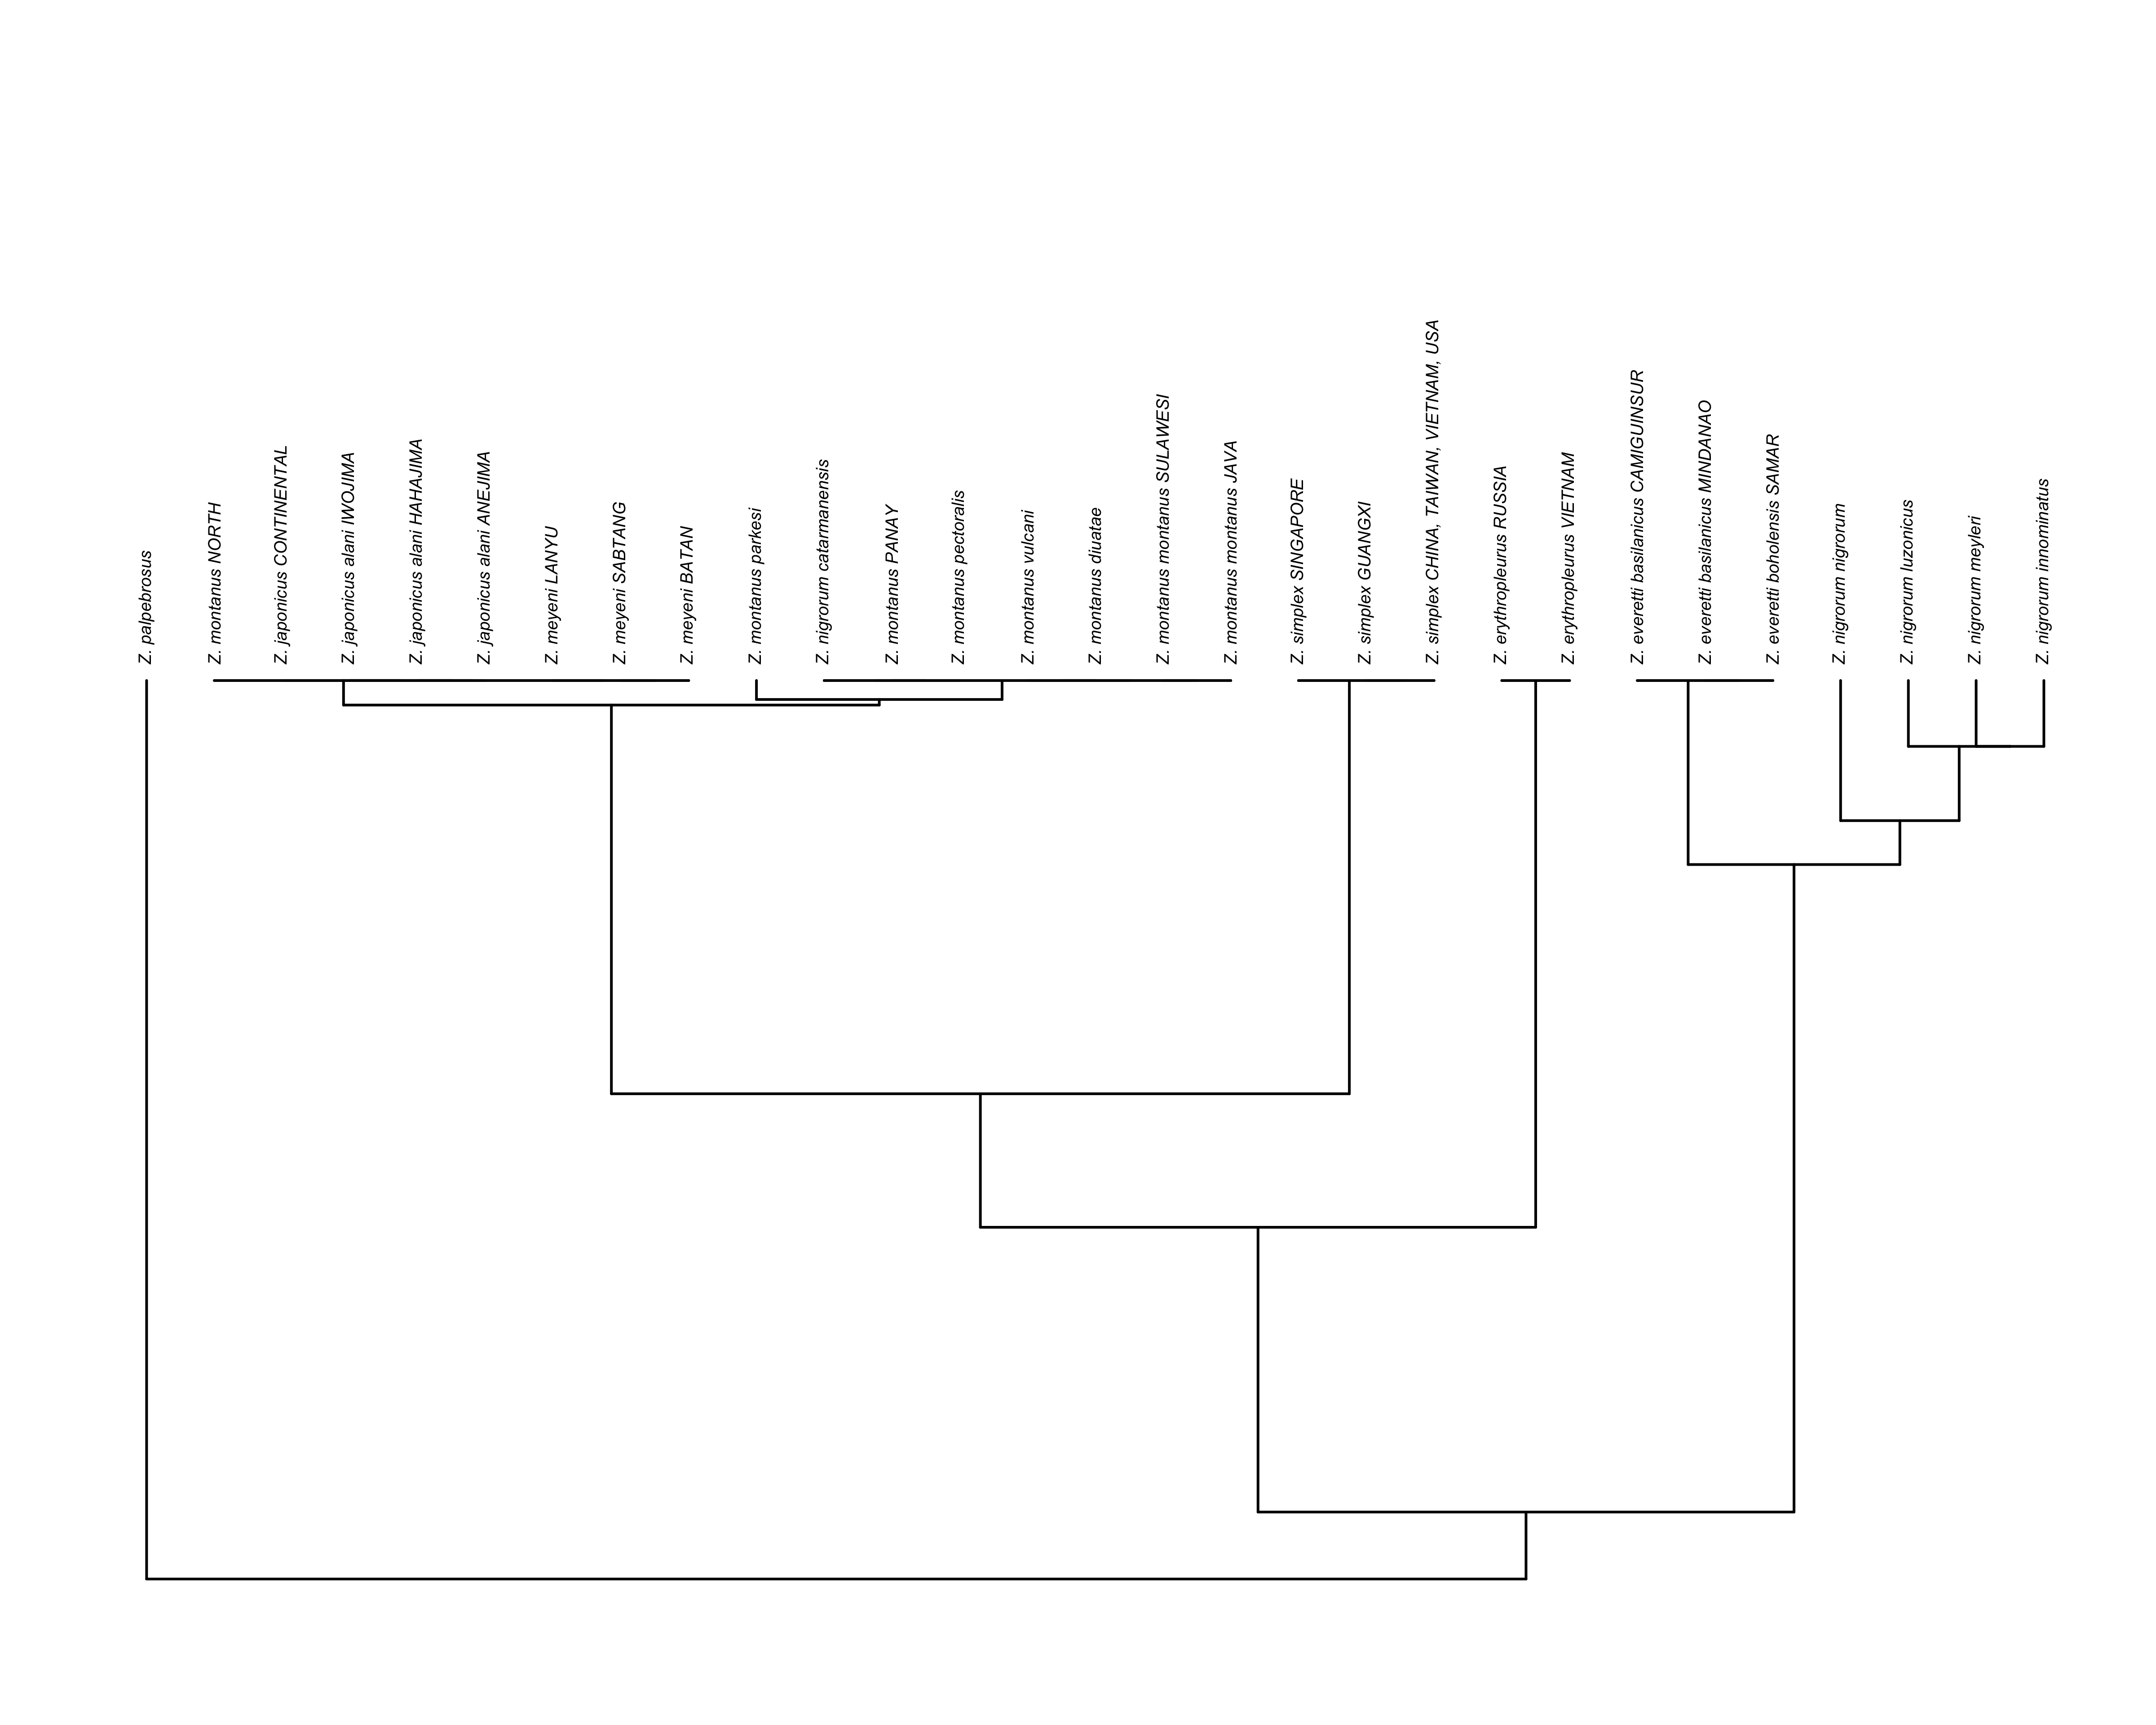 Z. palpebrosus
Z. montanus NORTH
Z. japonicus CONTINENTAL
Z. japonicus alani IWOJIMA
Z. japonicus alani HAHAJIMA
Z. japonicus alani ANEJIMA
Z. meyeni LANYU
Z. meyeni SABTANG
Z. meyeni BATAN
Z. montanus parkesi
Z. nigrorum catarmanensis
Z. montanus PANAY
Z. montanus pectoralis
Z. montanus vulcani
Z. montanus diuatae
Z. montanus montanus SULAWESI
Z. montanus montanus JAVA
Z. simplex SINGAPORE
Z. simplex GUANGXI
Z. simplex CHINA, TAIWAN, VIETNAM, USA
Z. erythropleurus RUSSIA
Z. erythropleurus VIETNAM
Z. everetti basilanicus CAMIGUINSUR
Z. everetti basilanicus MINDANAO
Z. everetti boholensis SAMAR
Z. nigrorum nigrorum
Z. nigrorum luzonicus
Z. nigrorum meyleri
Z. nigrorum innominatus